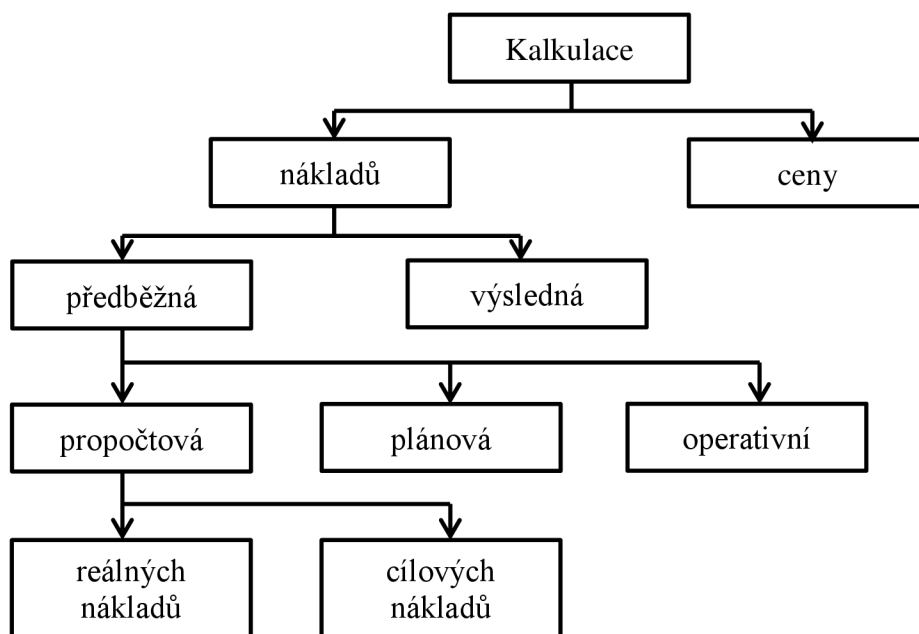 Kalkulace
nákladů
ceny
předběžná
výsledná
propočtová
plánová
operativní
reálných
nákladů
cílových
nákladů